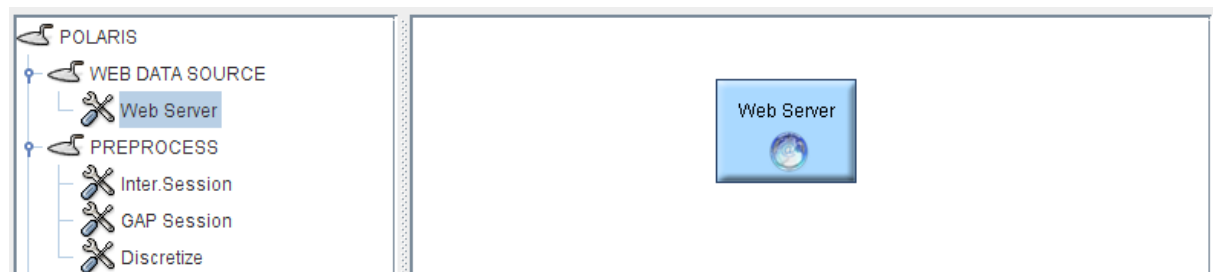 POLARIS
WEB DATA SOURCE
Web Server
PREPROCESS
Inter.Session
GAP Session
Discretize
Web Server